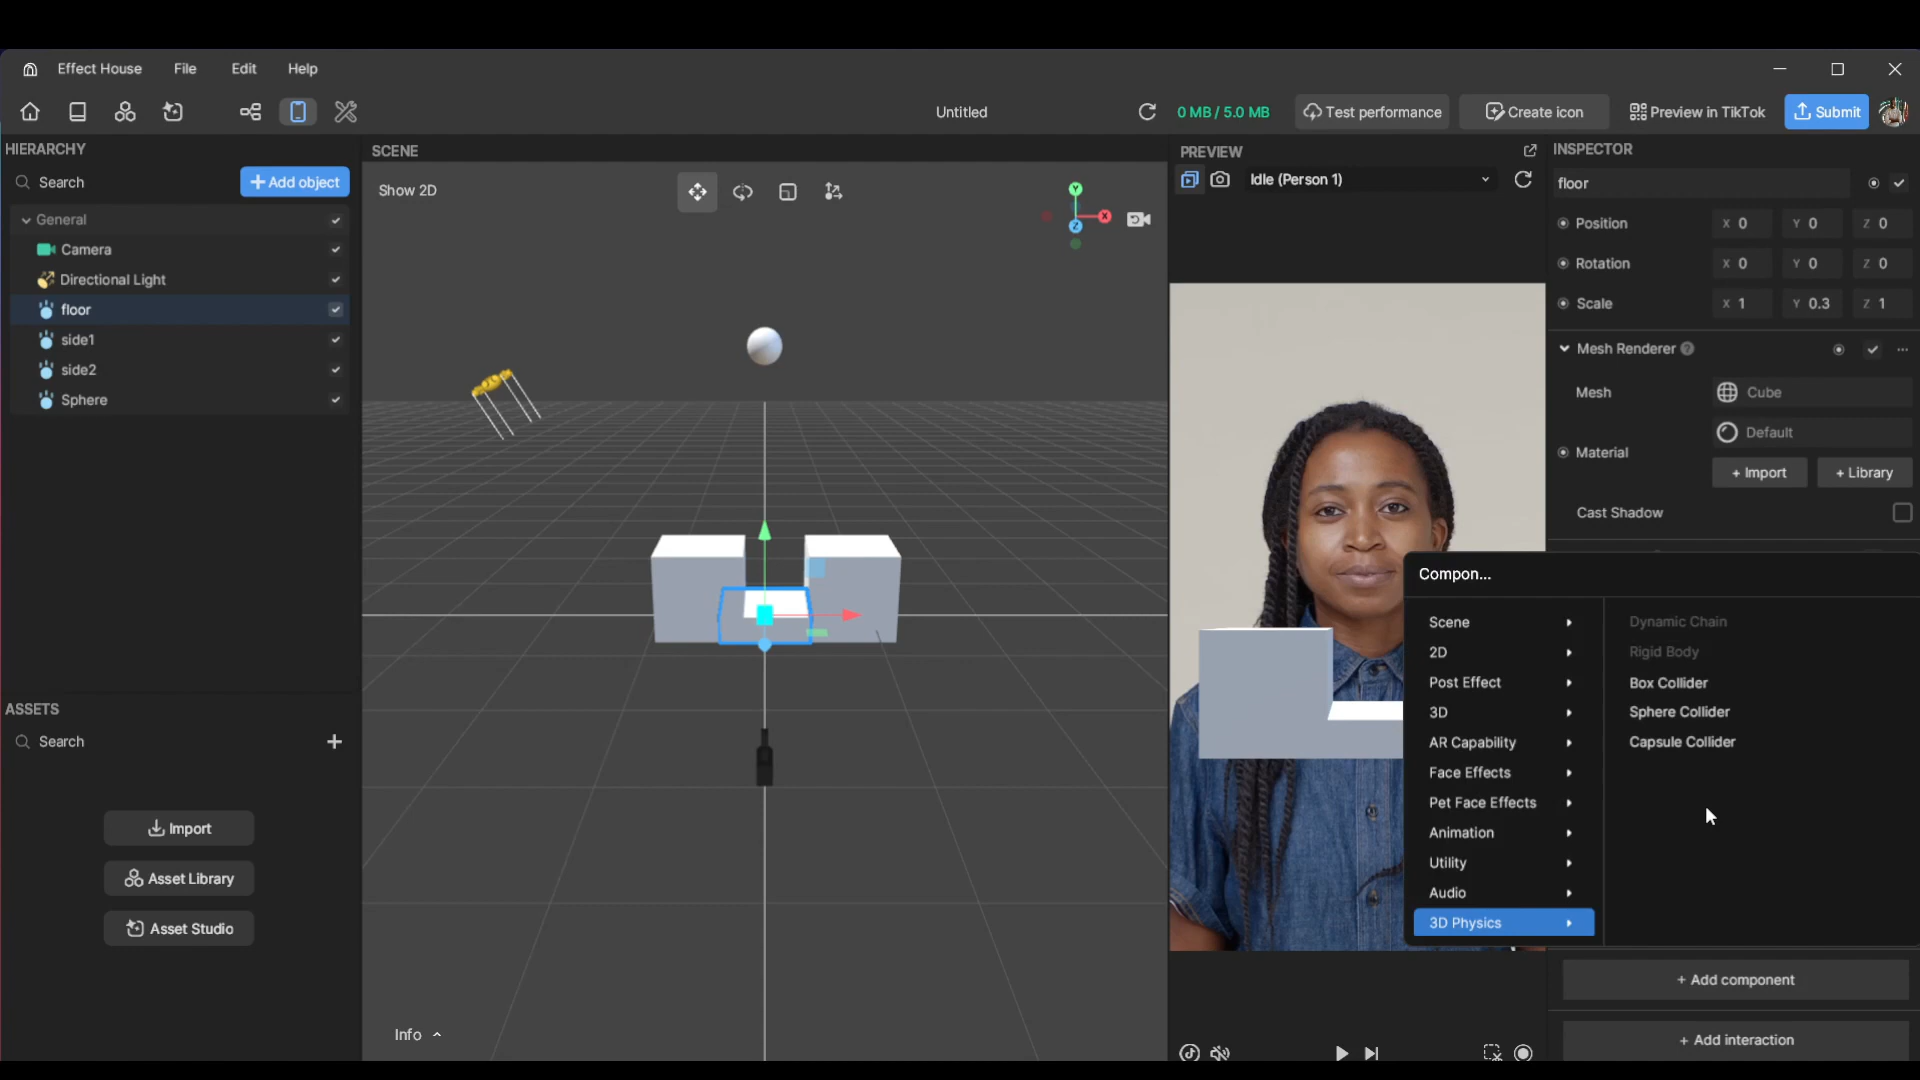 Effect House File Edit Help
Untitled
0 MB / 5.0 MB
Test performance
Create icon
Preview in TikTok
Submit
HIERARCHY
Search
+ Add object
General
Camera
Directional Light
floor
side1
side2
Sphere
ASSETS
Search
+
Import
Asset Library
Asset Studio
SCENE
Show 2D
Y
X
Z
Info
PREVIEW
Idle (Person 1)
INSPECTOR
floor
Position X 0 Y 0 Z 0
Rotation X 0 Y 0 Z 0
Scale X 1 Y 0.3 Z 1
Mesh Renderer ?
Mesh Cube
Default
Material
+ Import + Library
Cast Shadow
Compon...
Scene
2D
Post Effect
3D
AR Capability
Face Effects
Pet Face Effects
Animation
Utility
Audio
3D Physics
Dynamic Chain
Rigid Body
Box Collider
Sphere Collider
Capsule Collider
+ Add component
+ Add interaction